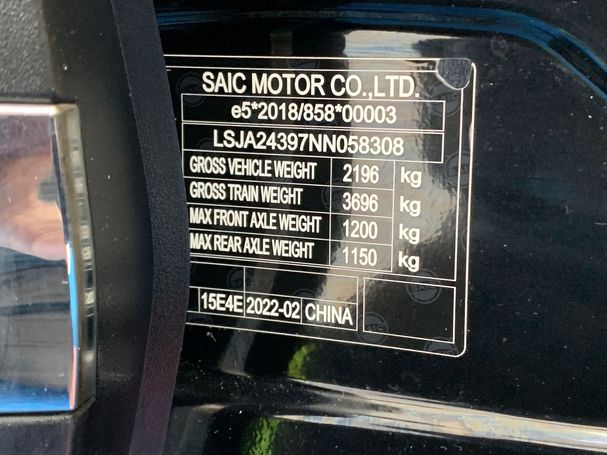 SAIC MOTOR CO.,LTD.
e5*2018/858*00003
LSJA24397NN058308
GROSS VEHICLE WEIGHT 2196 kg
GROSS TRAIN WEIGHT 3696 kg
MAX FRONT AXLE WEIGHT 1200 kg
MAX REAR AXLE WEIGHT 1150 kg
15E4E 2022-02 CHINA